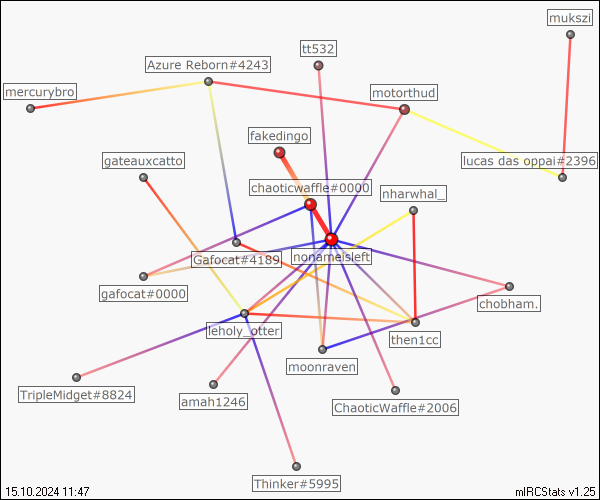 mukszi
tt532
Azure Reborn#4243
mercurybro
motorthud
fakedingo
gateauxcatto
lucas das oppai#2396
chaoticwaffle#0000
nharwhal_
nonameisleft
Gafocat#4189
gafocat#0000
chobham.
leholy_otter
then1cc
moonraven
TripleMidget#8824
amah1246
ChaoticWaffle#2006
Thinker#5995
15.10.2024 11:47
mIRCStats v1.25